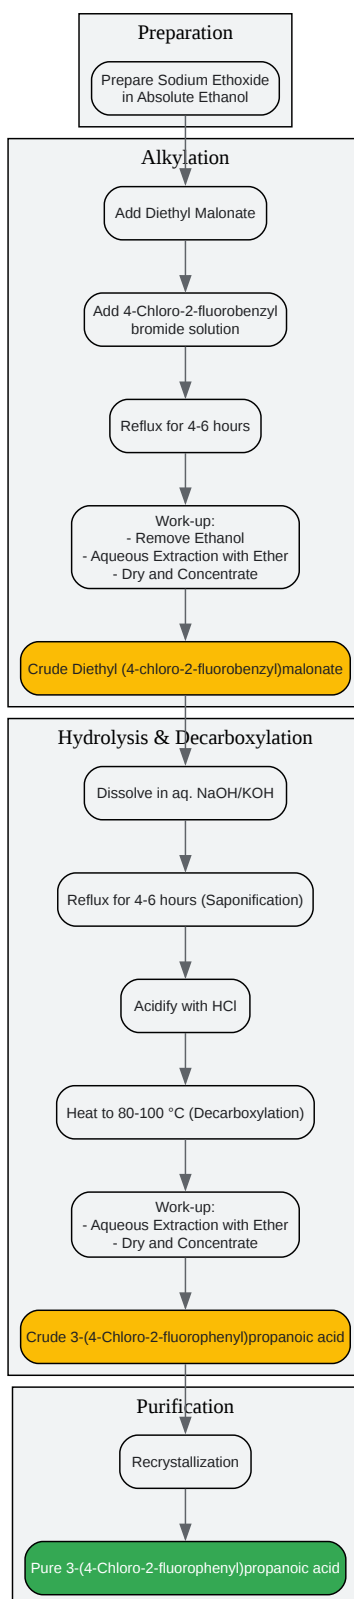 Preparation
Prepare Sodium Ethoxide
in Absolute Ethanol
Alkylation
Add Diethyl Malonate
Add 4-Chloro-2-fluorobenzyl
bromide solution
Reflux for 4-6 hours
Work-up:
- Remove Ethanol
- Aqueous Extraction with Ether
- Dry and Concentrate
Crude Diethyl (4-chloro-2-fluorobenzyl)malonate
Hydrolysis & Decarboxylation
Dissolve in aq. NaOH/KOH
Reflux for 4-6 hours (Saponification)
Acidify with HCl
Heat to 80-100 °C (Decarboxylation)
Work-up:
- Aqueous Extraction with Ether
- Dry and Concentrate
Crude 3-(4-Chloro-2-fluorophenyl)propanoic acid
Purification
Recrystallization
Pure 3-(4-Chloro-2-fluorophenyl)propanoic acid